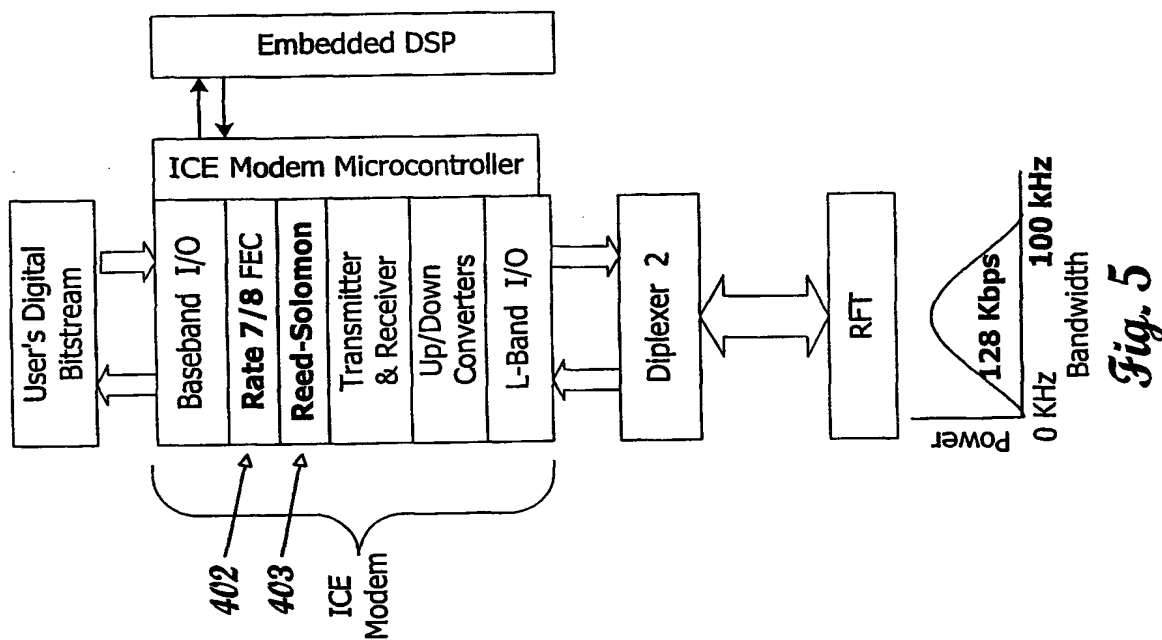 User's Digital
Bitstream
Baseband I/O
Rate 7/8 FEC
Reed-Solomon
Transmitter
& Receiver
Up/Down
Converters
L-Band I/O
ICE Modem Microcontroller
Embedded DSP
402
403
ICE
Modem
Diplexer 2
RFT
Power
128 Kbps
0 KHz
100 kHz
Bandwidth
Fig. 5